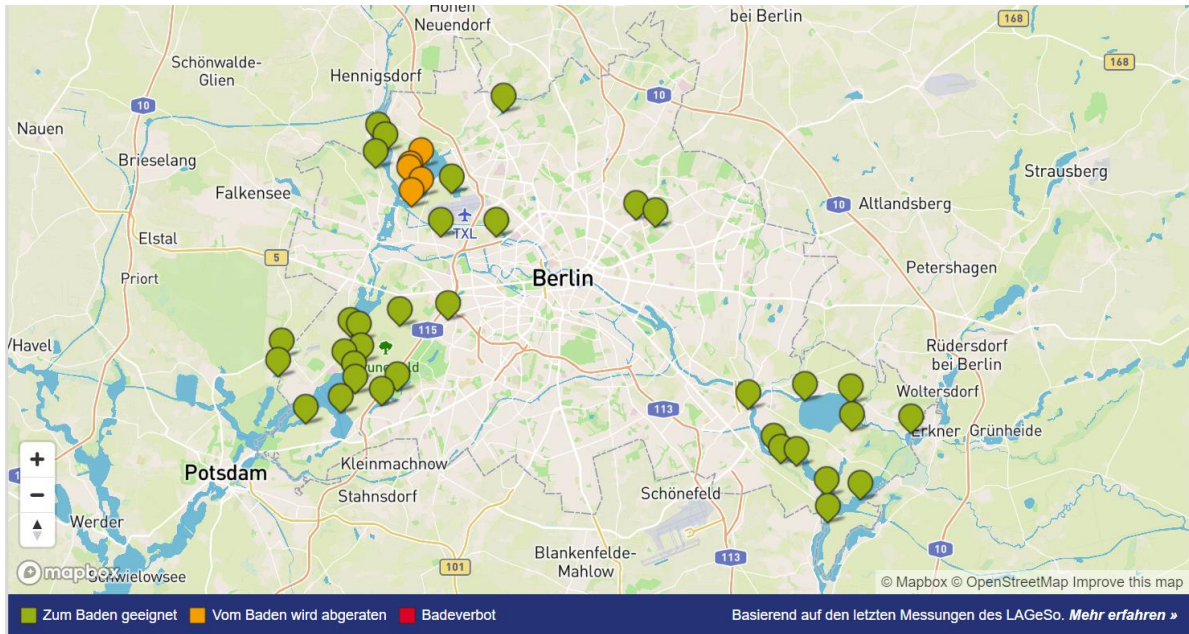 Hohen
Neuendorf
bei Berlin
168
Schönwalde-
Glien
Hennigsdorf
168
10
10
Nauen
Brieselang
Strausberg
Falkensee
10
Altlandsberg
TXL
Elstal
5
Petershagen
Priort
Berlin
115
/Havel
Rüdersdorf
bei Berlin
Woltersdorf
113
Erkner
Grünheide
Kleinmachnow
Potsdam
Stahnsdorf
Schönefeld
Werder
Blankenfelde-
Mahlow
113
10
101
+
−
mapbox
© Mapbox © OpenStreetMap Improve this map
Zum Baden geeignet Vom Baden wird abgeraten Badeverbot Basierend auf den letzten Messungen des LAGeSo. Mehr erfahren »